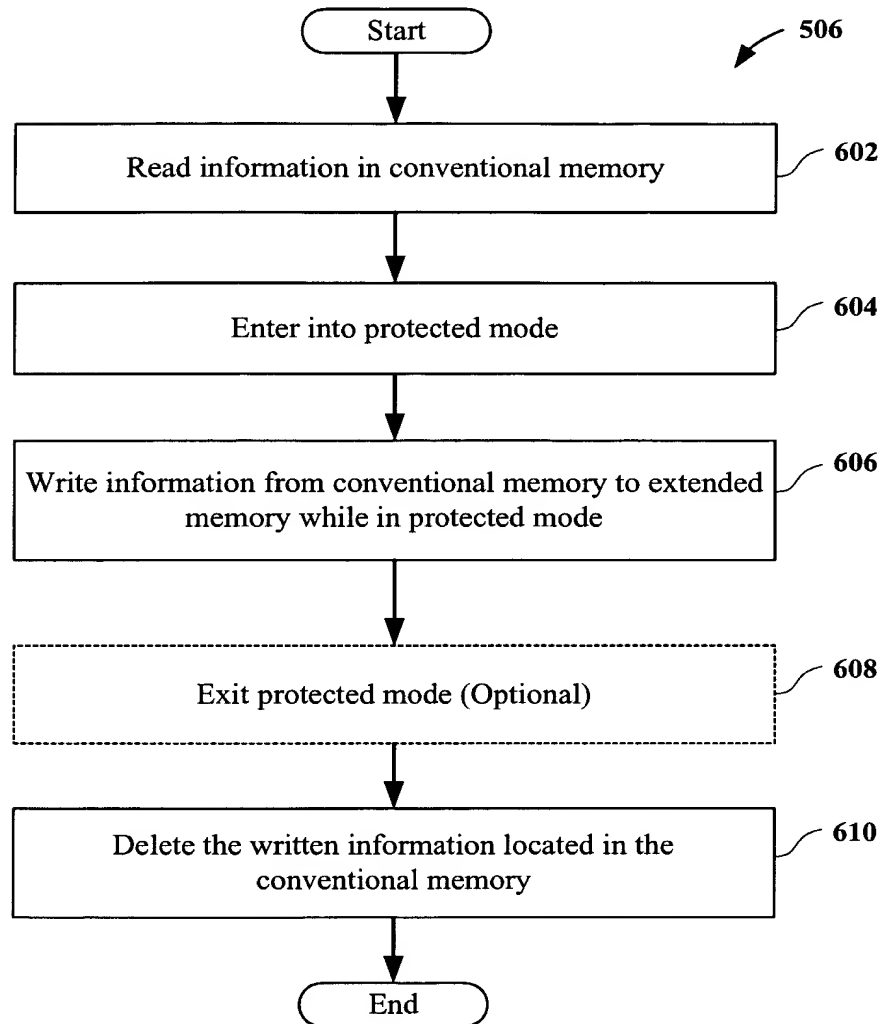 Start
506
Read information in conventional memory
602
Enter into protected mode
604
Write information from conventional memory to extended
memory while in protected mode
606
Exit protected mode (Optional)
608
Delete the written information located in the
conventional memory
610
End